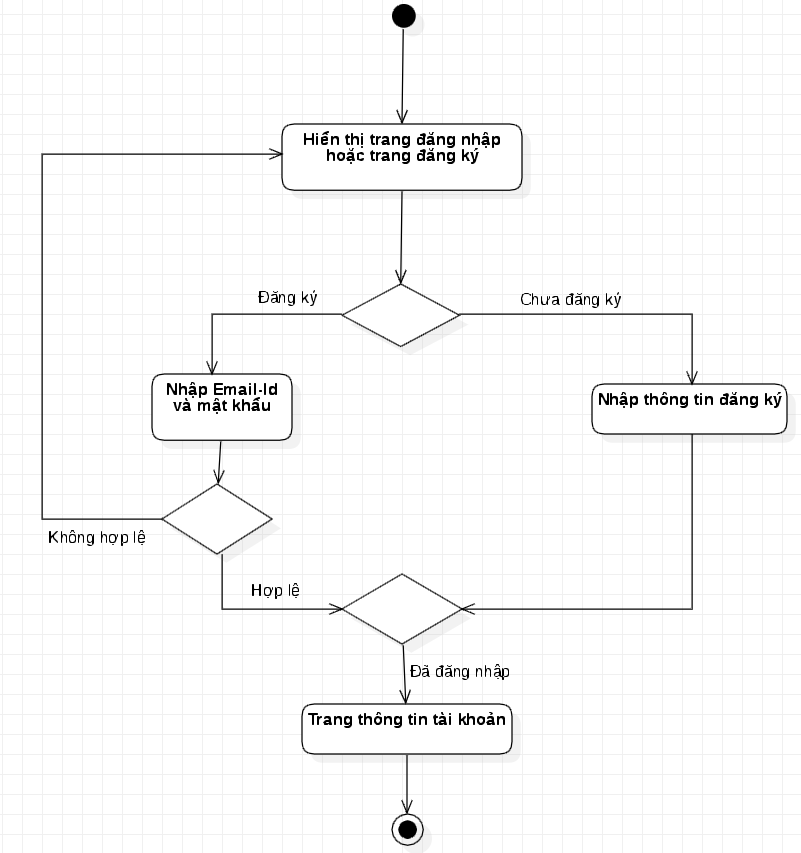 Hiển thị trang đăng nhập
hoặc trang đăng ký
Đăng ký
Chưa đăng ký
Nhập Email-Id
và mật khẩu
Nhập thông tin đăng ký
Không hợp lệ
Hợp lệ
Đã đăng nhập
Trang thông tin tài khoản